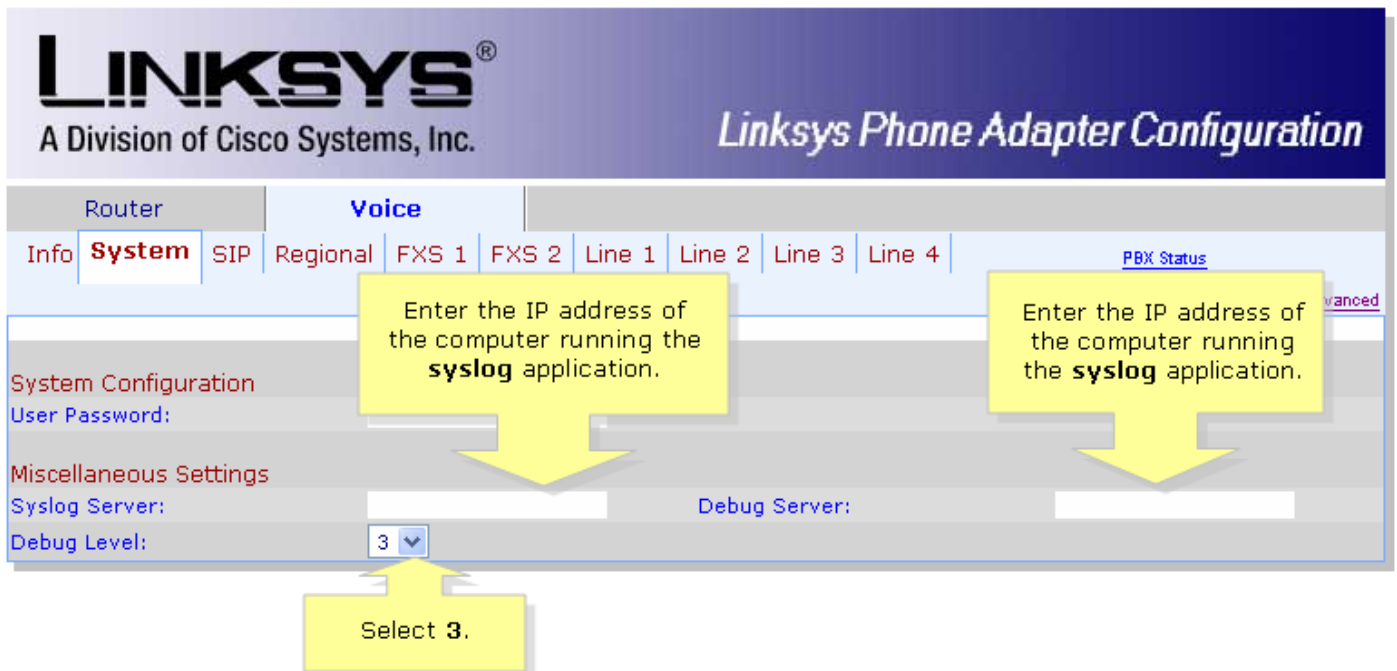 LINKSYS®
A Division of Cisco Systems, Inc.
Linksys Phone Adapter Configuration
Router Voice
Info System SIP Regional FXS 1 FXS 2 Line 1 Line 2 Line 3 Line 4 PBX Status
Enter the IP address of
the computer running the
syslog application.
Enter the IP address of
the computer running
the syslog application.
System Configuration
User Password:
Miscellaneous Settings
Syslog Server: Debug Server:
Debug Level: 3
Select 3.